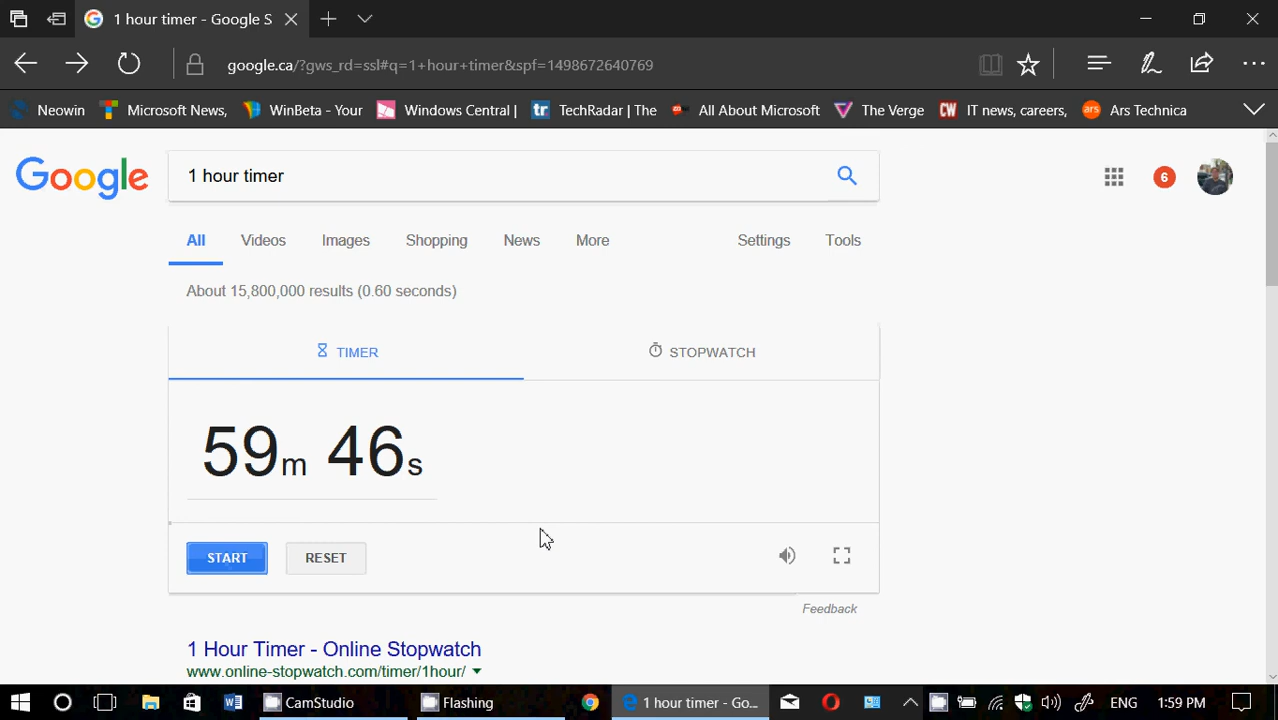 1 hour timer - Google S
google.ca/?gws_rd=ssl#q=1+hour+timer&spf=1498672640769
Neowin Microsoft News, WinBeta - Your Windows Central | tr TechRadar | The All About Microsoft The Verge CW IT news, careers, ars Ars Technica
Google 1 hour timer 6
All Videos Images Shopping News More Settings Tools
About 15,800,000 results (0.60 seconds)
TIMER STOPWATCH
59m 46s
START RESET
Feedback
1 Hour Timer - Online Stopwatch
www.online-stopwatch.com/timer/1hour/
CamStudio Flashing 1 hour timer - Go... ENG 1:59 PM